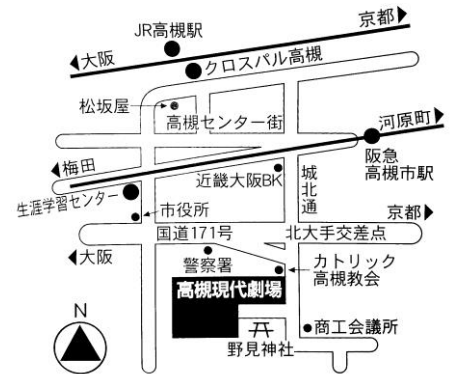 京都▶
JR高槻駅
◀大阪
クロスパル高槻
松坂屋
高槻センター街
河原町▶
◀梅田
阪急
高槻市駅
近畿大阪BK
城北通
生涯学習センター
市役所
京都▶
国道171号
北大手交差点
◀大阪
警察署
カトリック
高槻教会
高槻現代劇場
N
商工会議所
野見神社